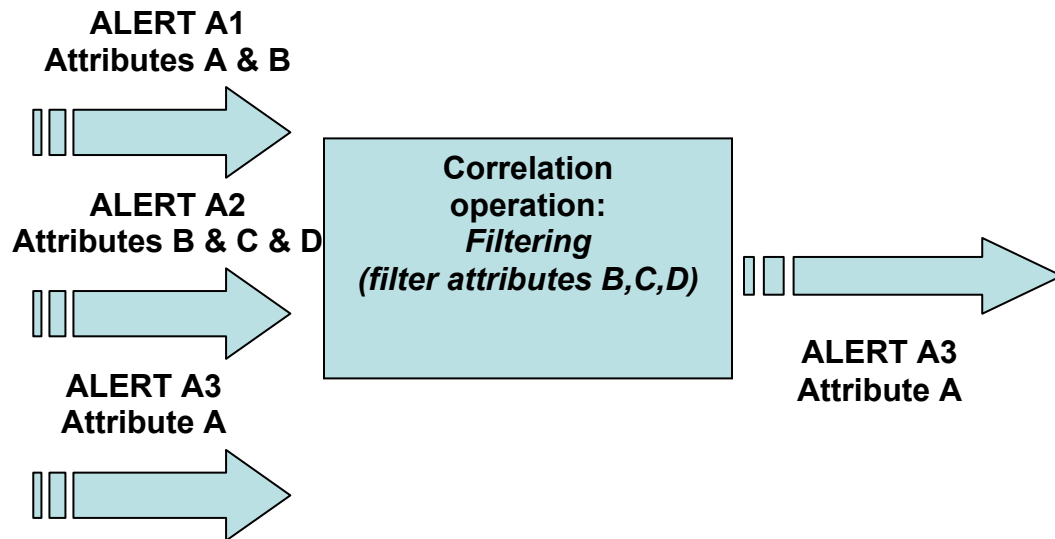 ALERT A1
Attributes A & B
ALERT A2
Attributes B & C & D
ALERT A3
Attribute A
Correlation
operation:
Filtering
(filter attributes B,C,D)
ALERT A3
Attribute A